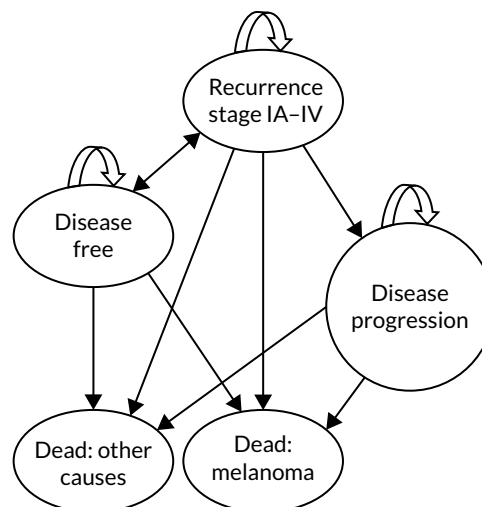 Recurrence
stage IA–IV
Disease
free
Disease
progression
Dead: other
causes
Dead:
melanoma